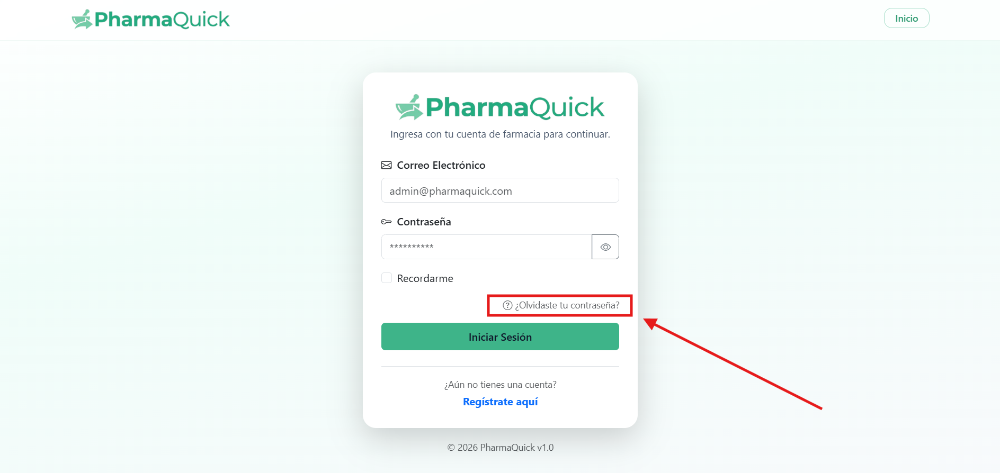 PharmaQuick
Inicio
PharmaQuick
Ingresa con tu cuenta de farmacia para continuar.
Correo Electrónico
admin@pharmaquick.com
Contraseña
**********
Recordarme
¿Olvidaste tu contraseña?
Iniciar Sesión
¿Aún no tienes una cuenta?
Regístrate aquí
© 2026 PharmaQuick v1.0